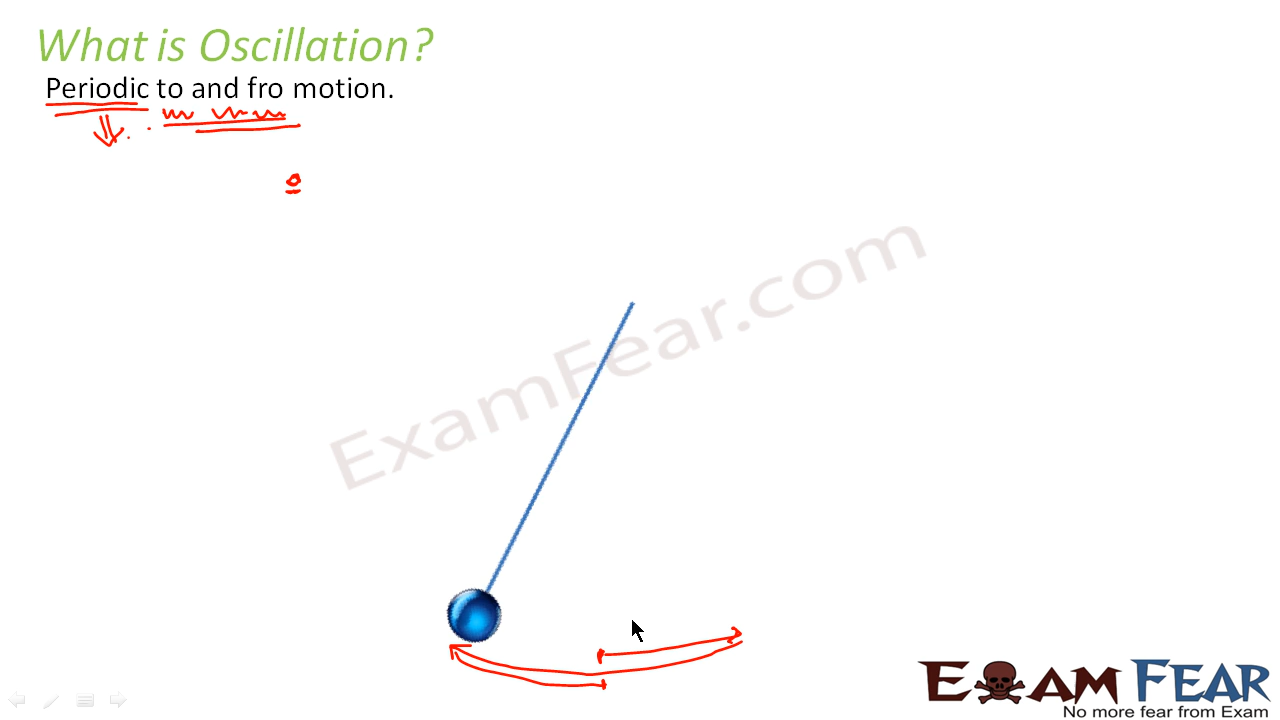 What is Oscillation?
Periodic to and fro motion.
ExamFear.com
EXAM FEAR
No more fear from Exam